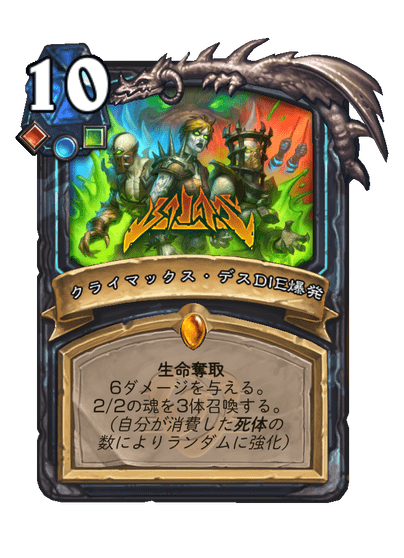 10
クライマックス・デスDIE爆発
生命奪取
6ダメージを与える。
2/2の魂を3体召喚する。
（自分が消費した死体の
数によりランダムに強化）